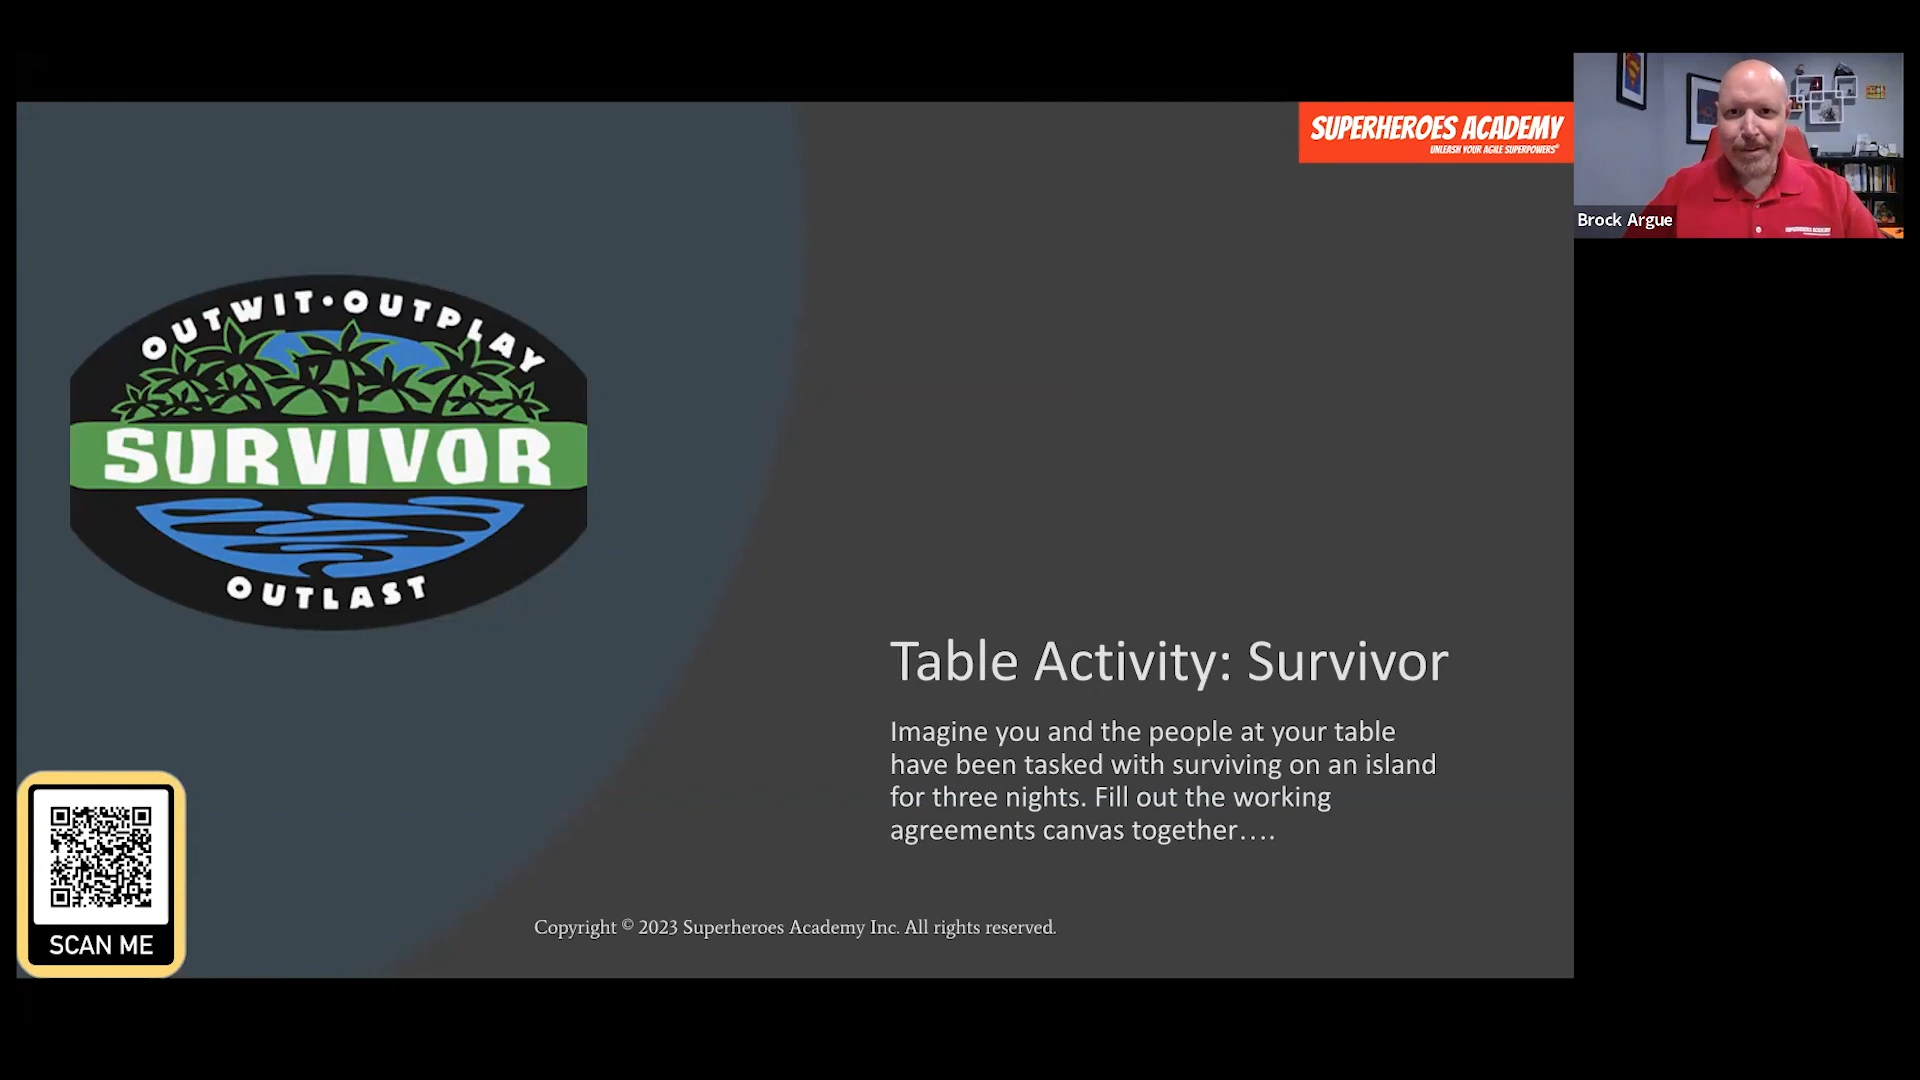 SUPERHEROES ACADEMY
UNLEASH YOUR AGILE SUPERPOWERS®
Brock Argue
SUPERHEROES ACADEMY
OUTWIT•OUTPLAY
SURVIVOR
OUTLAST
Table Activity: Survivor
Imagine you and the people at your table
have been tasked with surviving on an island
for three nights. Fill out the working
agreements canvas together….
SCAN ME
Copyright © 2023 Superheroes Academy Inc. All rights reserved.